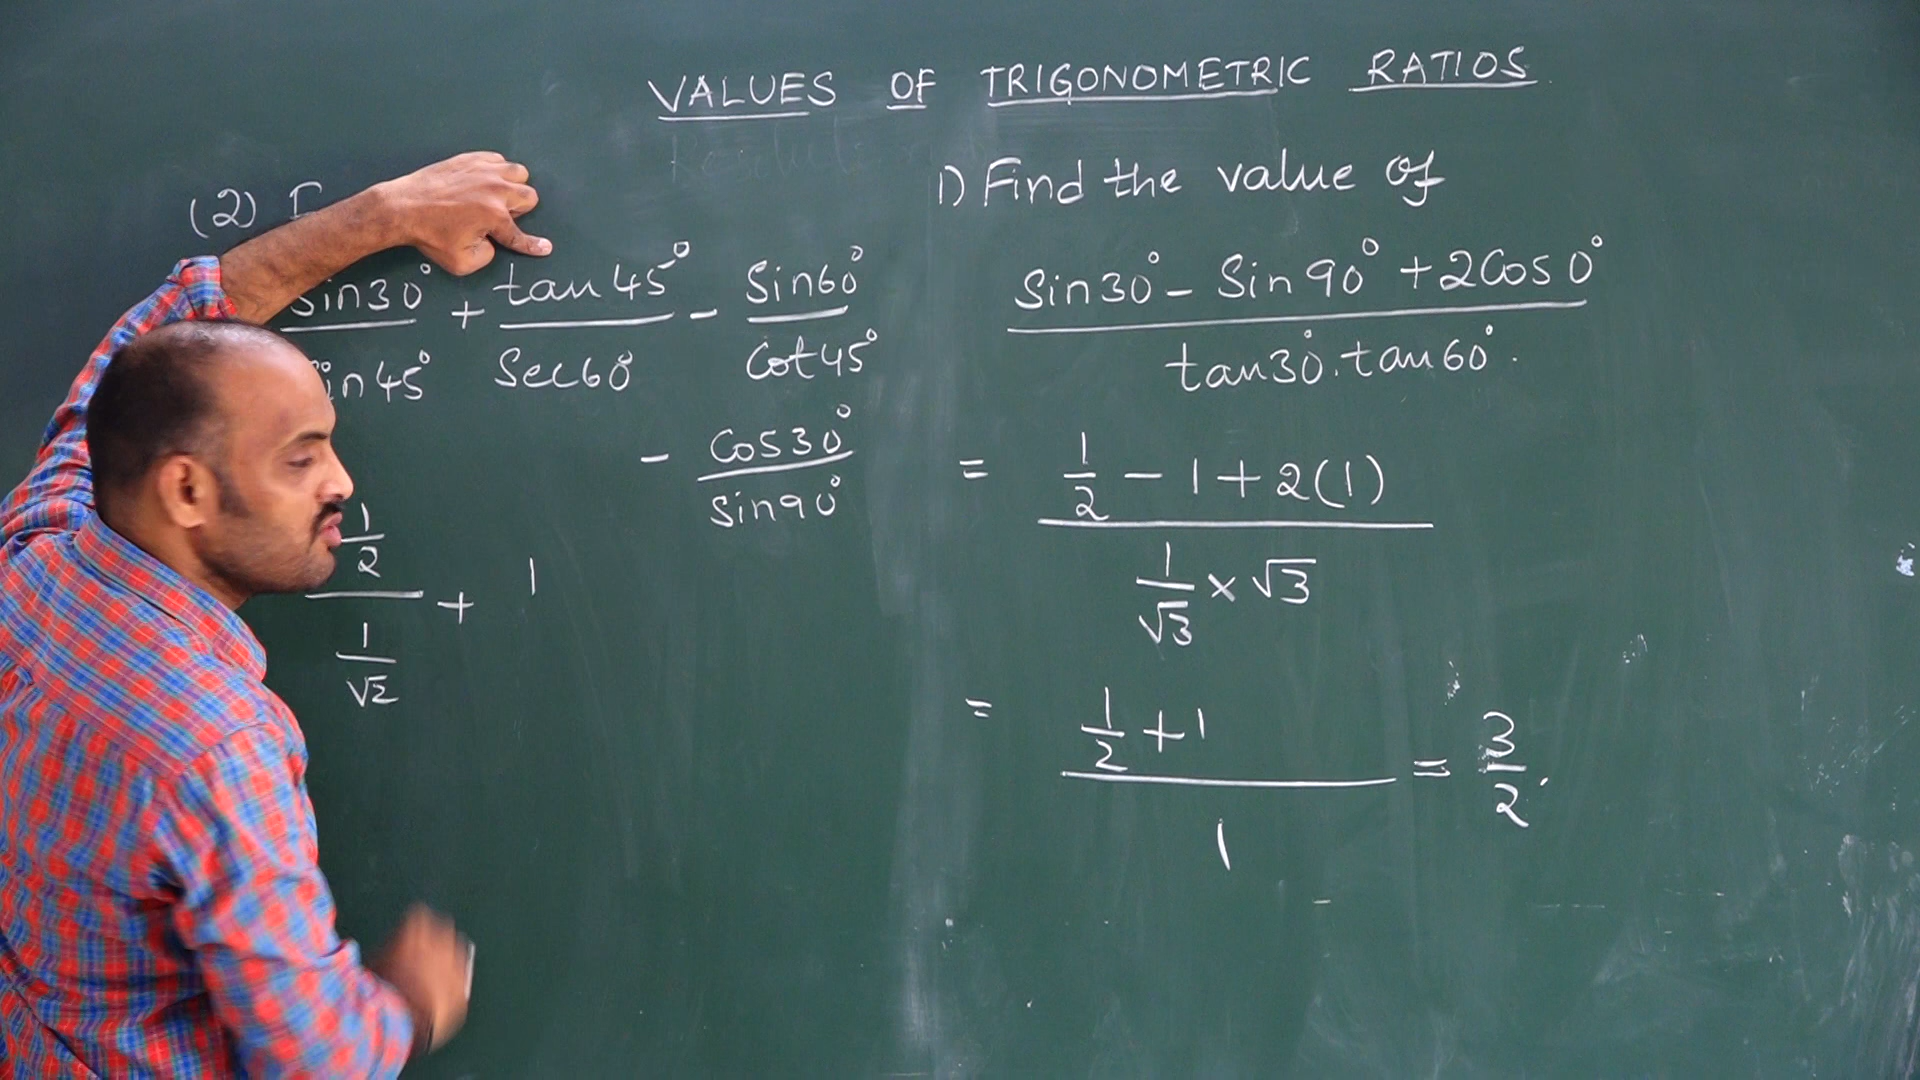 VALUES OF TRIGONOMETRIC RATIOS
(2)
sin30° + tan45° - sin60°
sin45° Sec60° Cot45°
- Cos30°
sin90°
1/2 + 1
1/√2
1) Find the value of
Sin30° - Sin90° + 2Cos0°
tan30°.tan60°.
= 1/2 - 1 + 2(1)
1/√3 × √3
= 1/2 + 1 = 3/2.
1